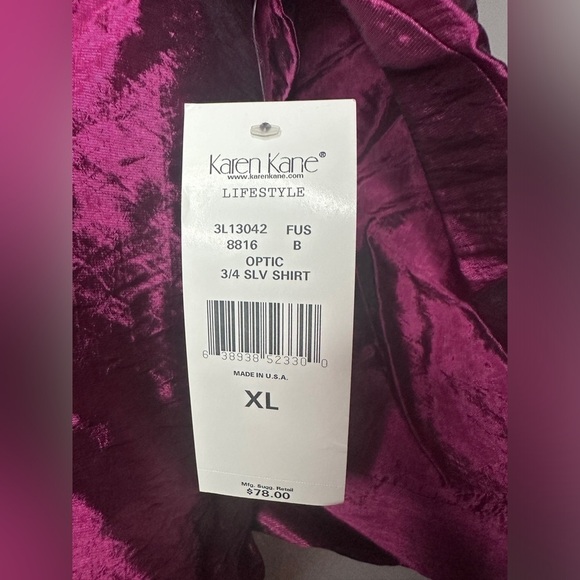 Karen Kane®
www.karenkane.com
LIFESTYLE
3L13042 FUS
8816 B
OPTIC
3/4 SLV SHIRT
6 38938 52330 0
MADE IN U.S.A.
XL
Mfg. Sugg. Retail
$78.00